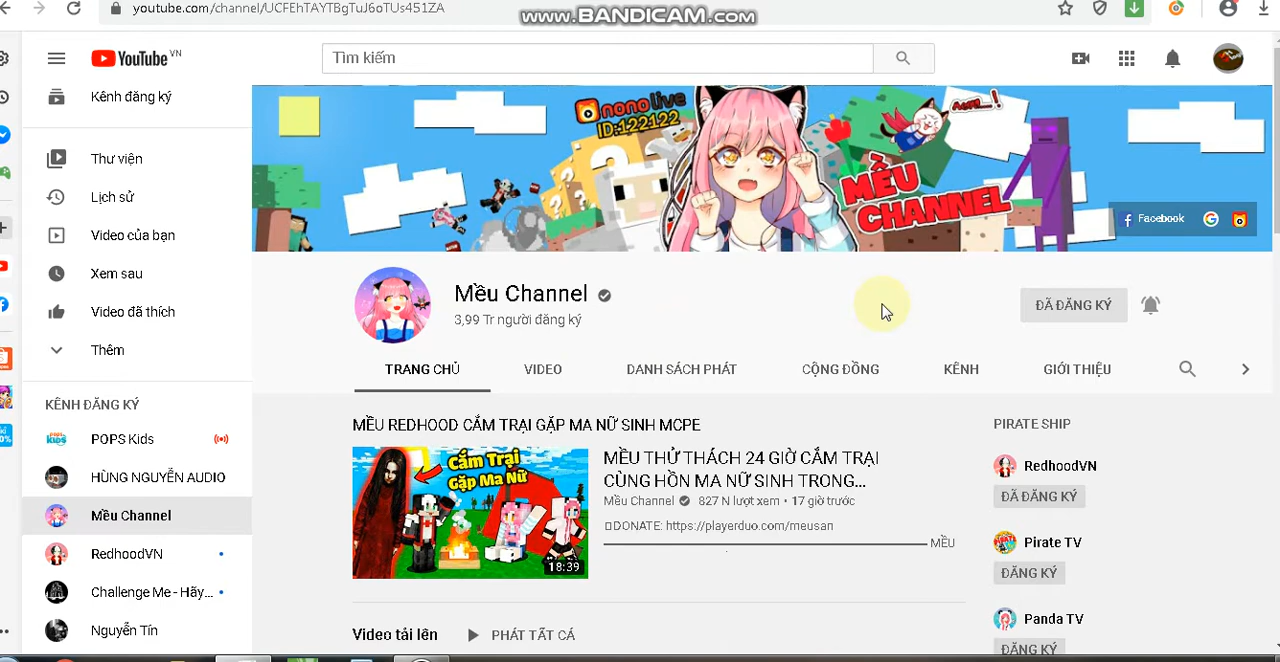 youtube.com/channel/UCFEhTAYTBgTuJ6oTUs451ZA
www.BANDICAM.com
YouTube VN
Tìm kiếm
Kênh đăng ký
Thư viện
Lịch sử
Video của bạn
Xem sau
Video đã thích
Thêm
KÊNH ĐĂNG KÝ
POPS Kids
HÙNG NGUYỄN AUDIO
Mều Channel
RedhoodVN
Challenge Me - Hãy...
Nguyễn Tín
nonolive
ID:122122
MỀU
CHANNEL
Facebook
Mều Channel
3,99 Tr người đăng ký
ĐÃ ĐĂNG KÝ
TRANG CHỦ
VIDEO
DANH SÁCH PHÁT
CỘNG ĐỒNG
KÊNH
GIỚI THIỆU
MỀU REDHOOD CẮM TRẠI GẶP MA NỮ SINH MCPE
Cắm Trại
Gặp Ma Nữ
18:39
MỀU THỬ THÁCH 24 GIỜ CẮM TRẠI
CÙNG HỒN MA NỮ SINH TRONG...
Mều Channel 827 N lượt xem • 17 giờ trước
DONATE: https://playerduo.com/meusan
MỀU
Video tải lên
PHÁT TẤT CẢ
PIRATE SHIP
RedhoodVN
ĐÃ ĐĂNG KÝ
Pirate TV
ĐĂNG KÝ
Panda TV
ĐĂNG KÝ